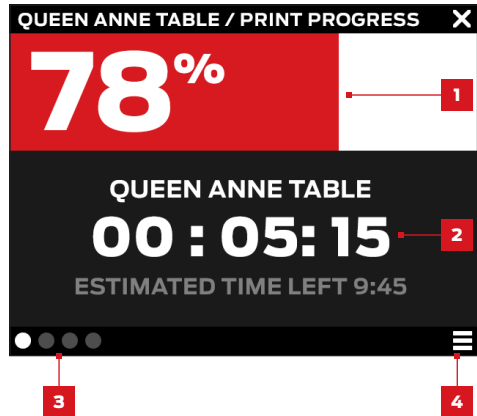 QUEEN ANNE TABLE / PRINT PROGRESS
78%
1
QUEEN ANNE TABLE
00 : 05: 15
2
ESTIMATED TIME LEFT 9:45
3
4